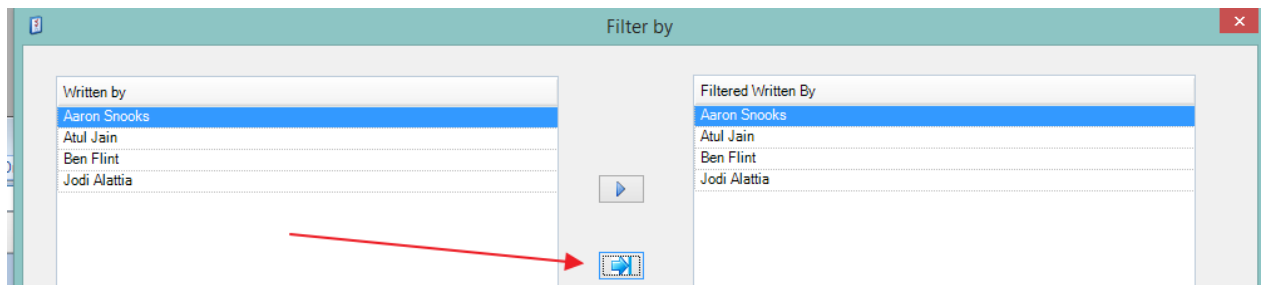 Filter by
Written by
Aaron Snooks
Atul Jain
Ben Flint
Jodi Alattia
Filtered Written By
Aaron Snooks
Atul Jain
Ben Flint
Jodi Alattia